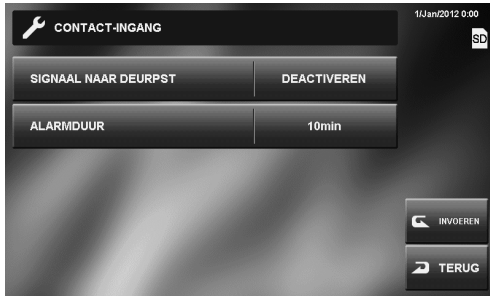 CONTACT-INGANG
1/Jan/2012 0:00
SD
SIGNAAL NAAR DEURPST DEACTIVEREN
ALARMDUUR 10min
INVOEREN
TERUG